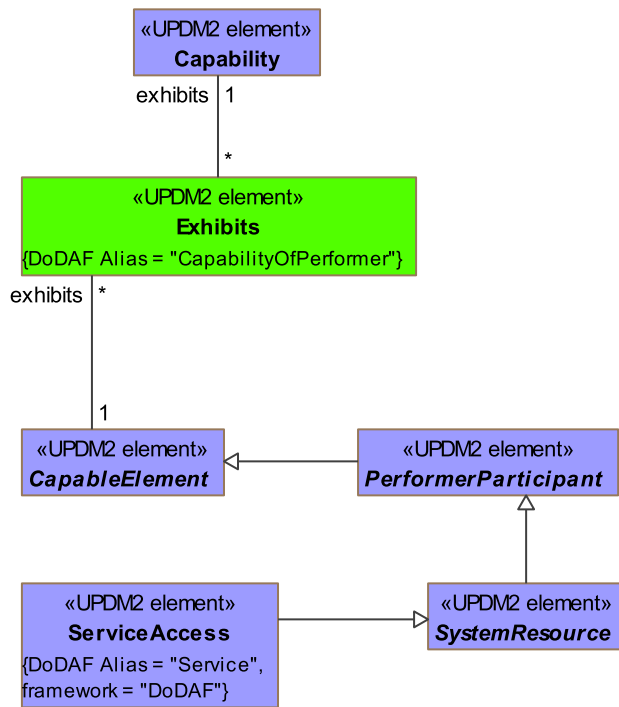 «UPDM2 element»
Capability
exhibits 1
*
«UPDM2 element»
Exhibits
{DoDAF Alias = "CapabilityOfPerformer"}
exhibits *
1
«UPDM2 element»
CapableElement
«UPDM2 element»
PerformerParticipant
«UPDM2 element»
ServiceAccess
{DoDAF Alias = "Service",
framework = "DoDAF"}
«UPDM2 element»
SystemResource